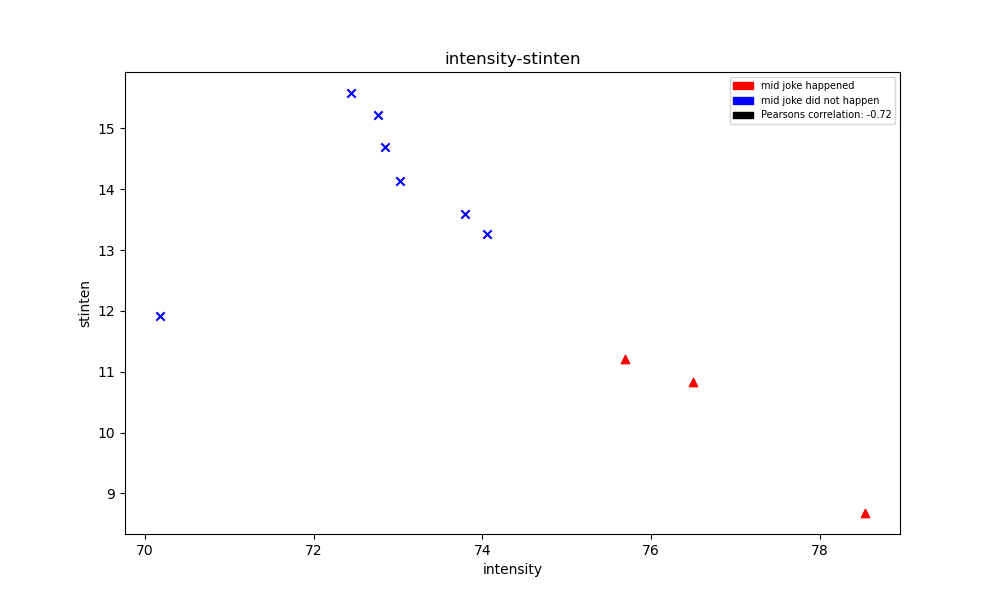 intensity-stinten
mid joke happened
mid joke did not happen
Pearsons correlation: -0.72
15
14
13
12
11
10
9
stinten
70
72
74
76
78
intensity